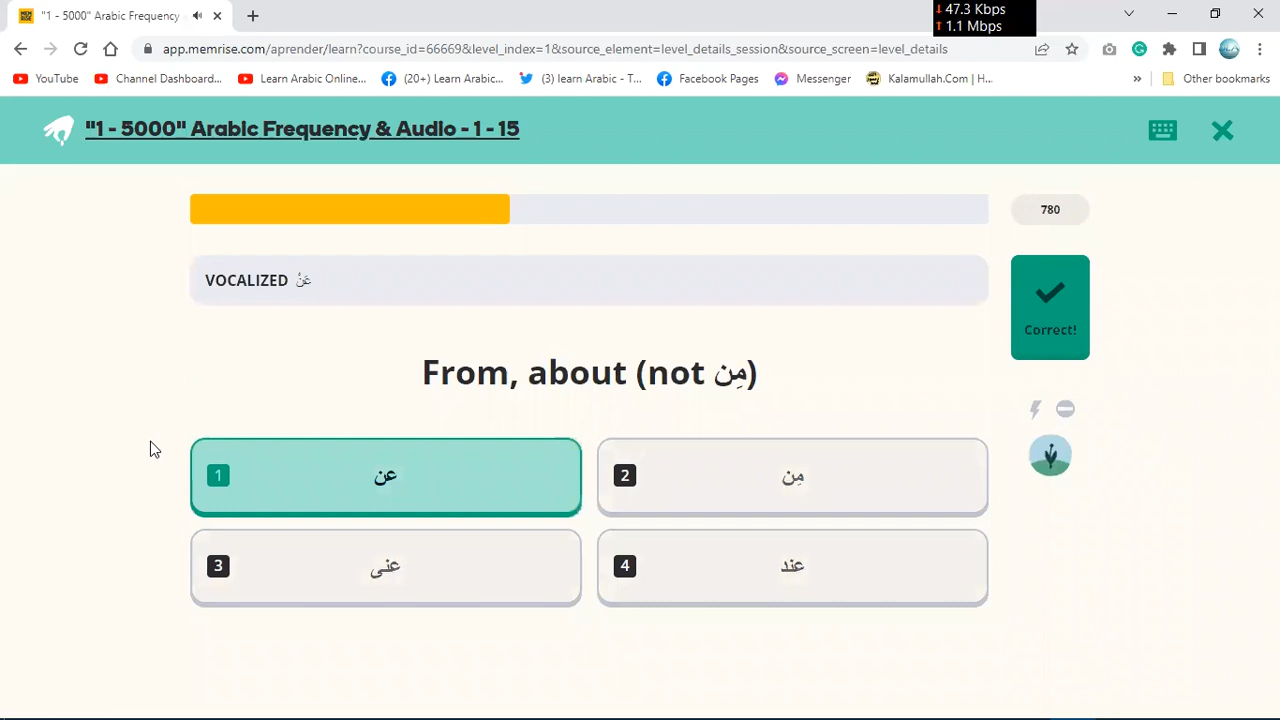 "1 - 5000" Arabic Frequency
47.3 Kbps
1.1 Mbps
app.memrise.com/aprender/learn?course_id=66669&level_index=1&source_element=level_details_session&source_screen=level_details
YouTube
Channel Dashboard...
Learn Arabic Online...
(20+) Learn Arabic...
(3) learn Arabic - T...
Facebook Pages
Messenger
Kalamullah.Com | H...
»
Other bookmarks
"1 - 5000" Arabic Frequency & Audio - 1 - 15
780
VOCALIZED عَنْ
Correct!
From, about (not مِن)
1 عن
2 مِن
3 عنى
4 عند